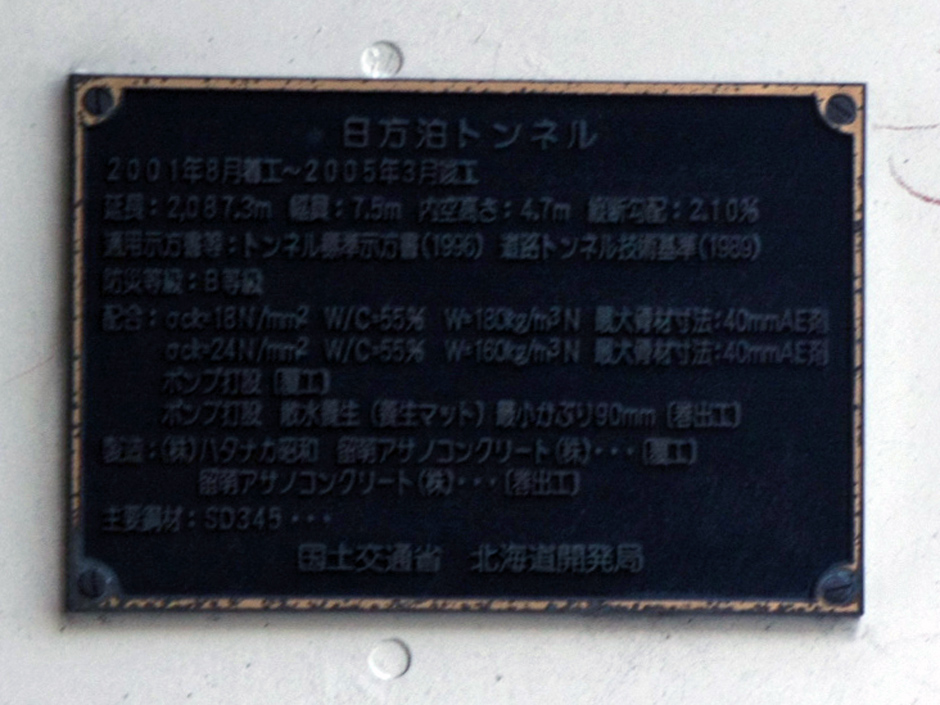 日方泊トンネル
2001年8月着工～2005年3月竣工
延長：2,087.3m 幅員：7.5m 内空高さ：4.7m 縦断勾配：2.10%
適用示方書等：トンネル標準示方書(1996) 道路トンネル技術基準(1989)
防災等級：B等級
配合：σck=18N/mm² W/C=55% W=180kg/m³N 最大骨材寸法：40mmAE剤
σck=24N/mm² W/C=55% W=160kg/m³N 最大骨材寸法：40mmAE剤
ポンプ打設〔覆工〕
ポンプ打設 散水養生〔養生マット〕最小かぶり90mm〔巻出工〕
製造：(株)ハタナカ昭和 留萌アサノコンクリート(株)・・・〔覆工〕
留萌アサノコンクリート(株)・・・〔巻出工〕
主要鋼材：SD345・・・
国土交通省 北海道開発局